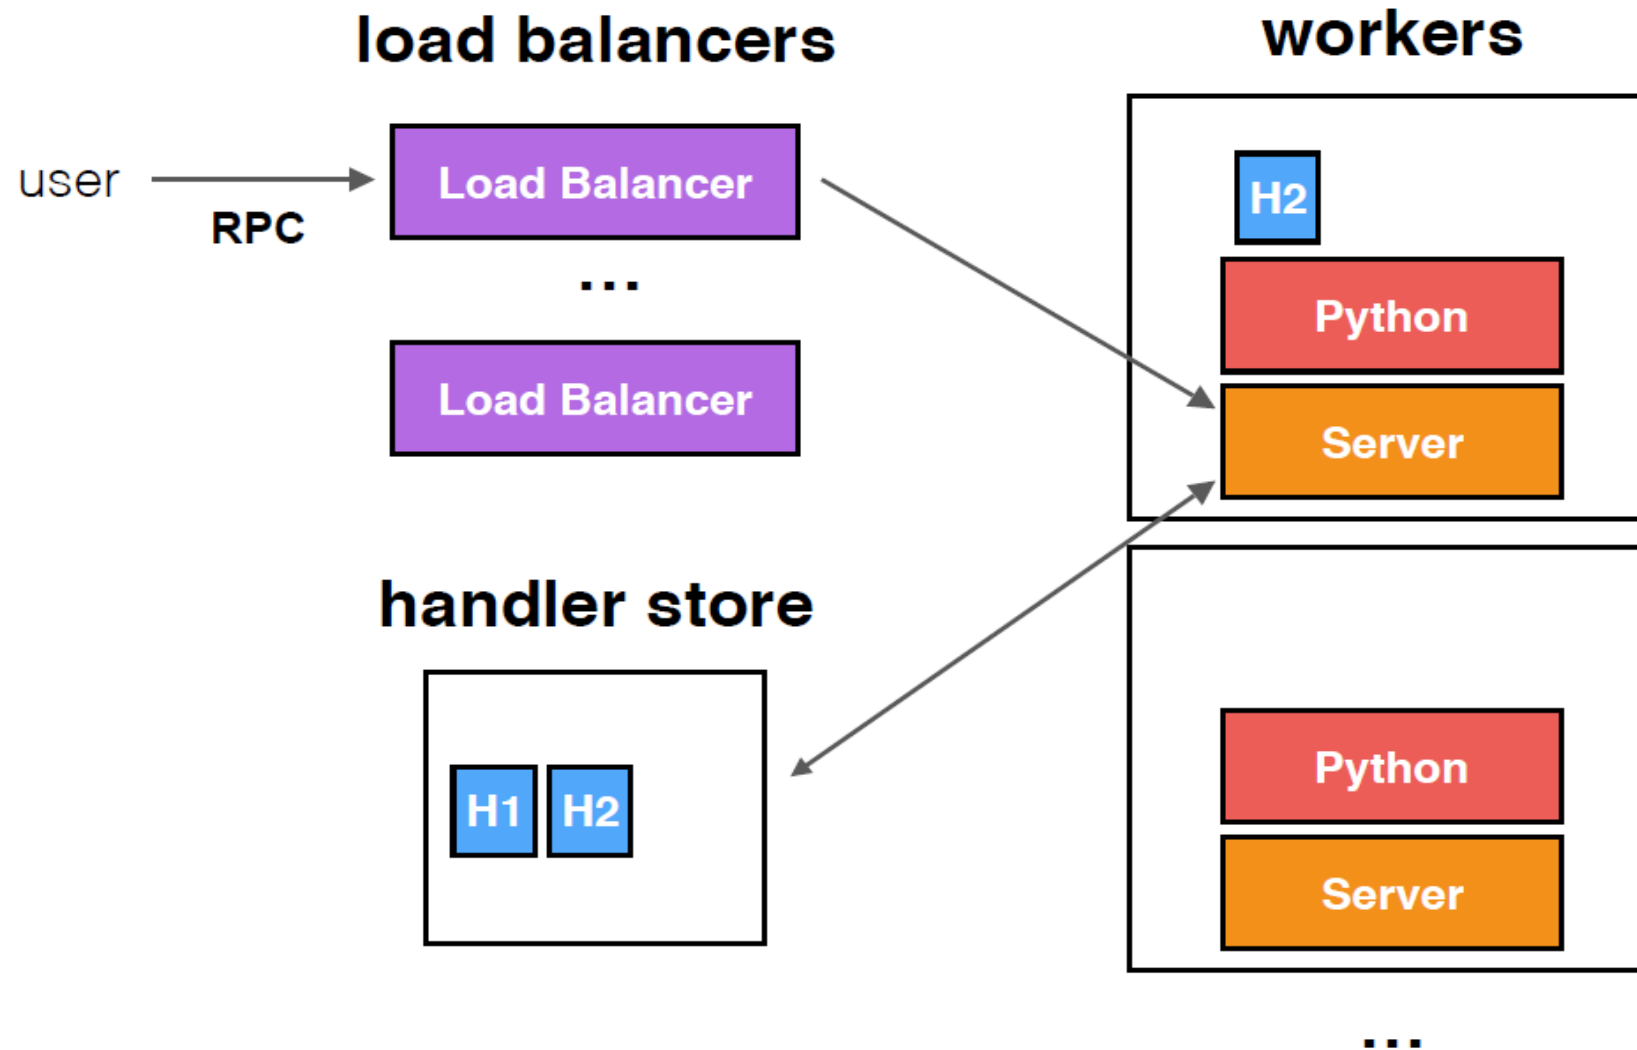 load balancers
workers
user
RPC
Load Balancer
...
Load Balancer
H2
Python
Server
handler store
H1 H2
Python
Server
...